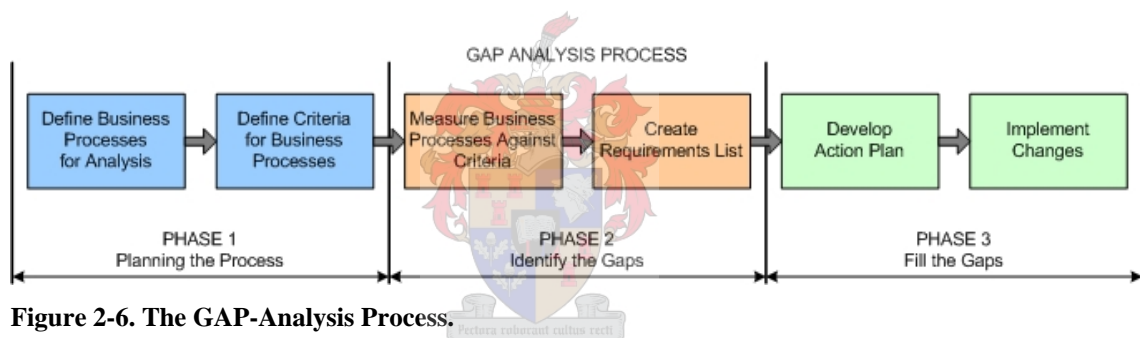 GAP ANALYSIS PROCESS
Define Business
Processes
for Analysis
Define Criteria
for Business
Processes
Measure Business
Processes Against
Criteria
Create
Requirements List
Develop
Action Plan
Implement
Changes
PHASE 1
Planning the Process
PHASE 2
Identify the Gaps
PHASE 3
Fill the Gaps
Figure 2-6. The GAP-Analysis Process.
Pectora roborant cultus recti